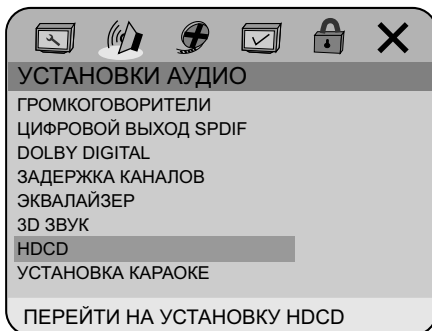 УСТАНОВКИ АУДИО
ГРОМКОГОВОРИТЕЛИ
ЦИФРОВОЙ ВЫХОД SPDIF
DOLBY DIGITAL
ЗАДЕРЖКА КАНАЛОВ
ЭКВАЛАЙЗЕР
3D ЗВУК
HDCD
УСТАНОВКА КАРАОКЕ
ПЕРЕЙТИ НА УСТАНОВКУ HDCD